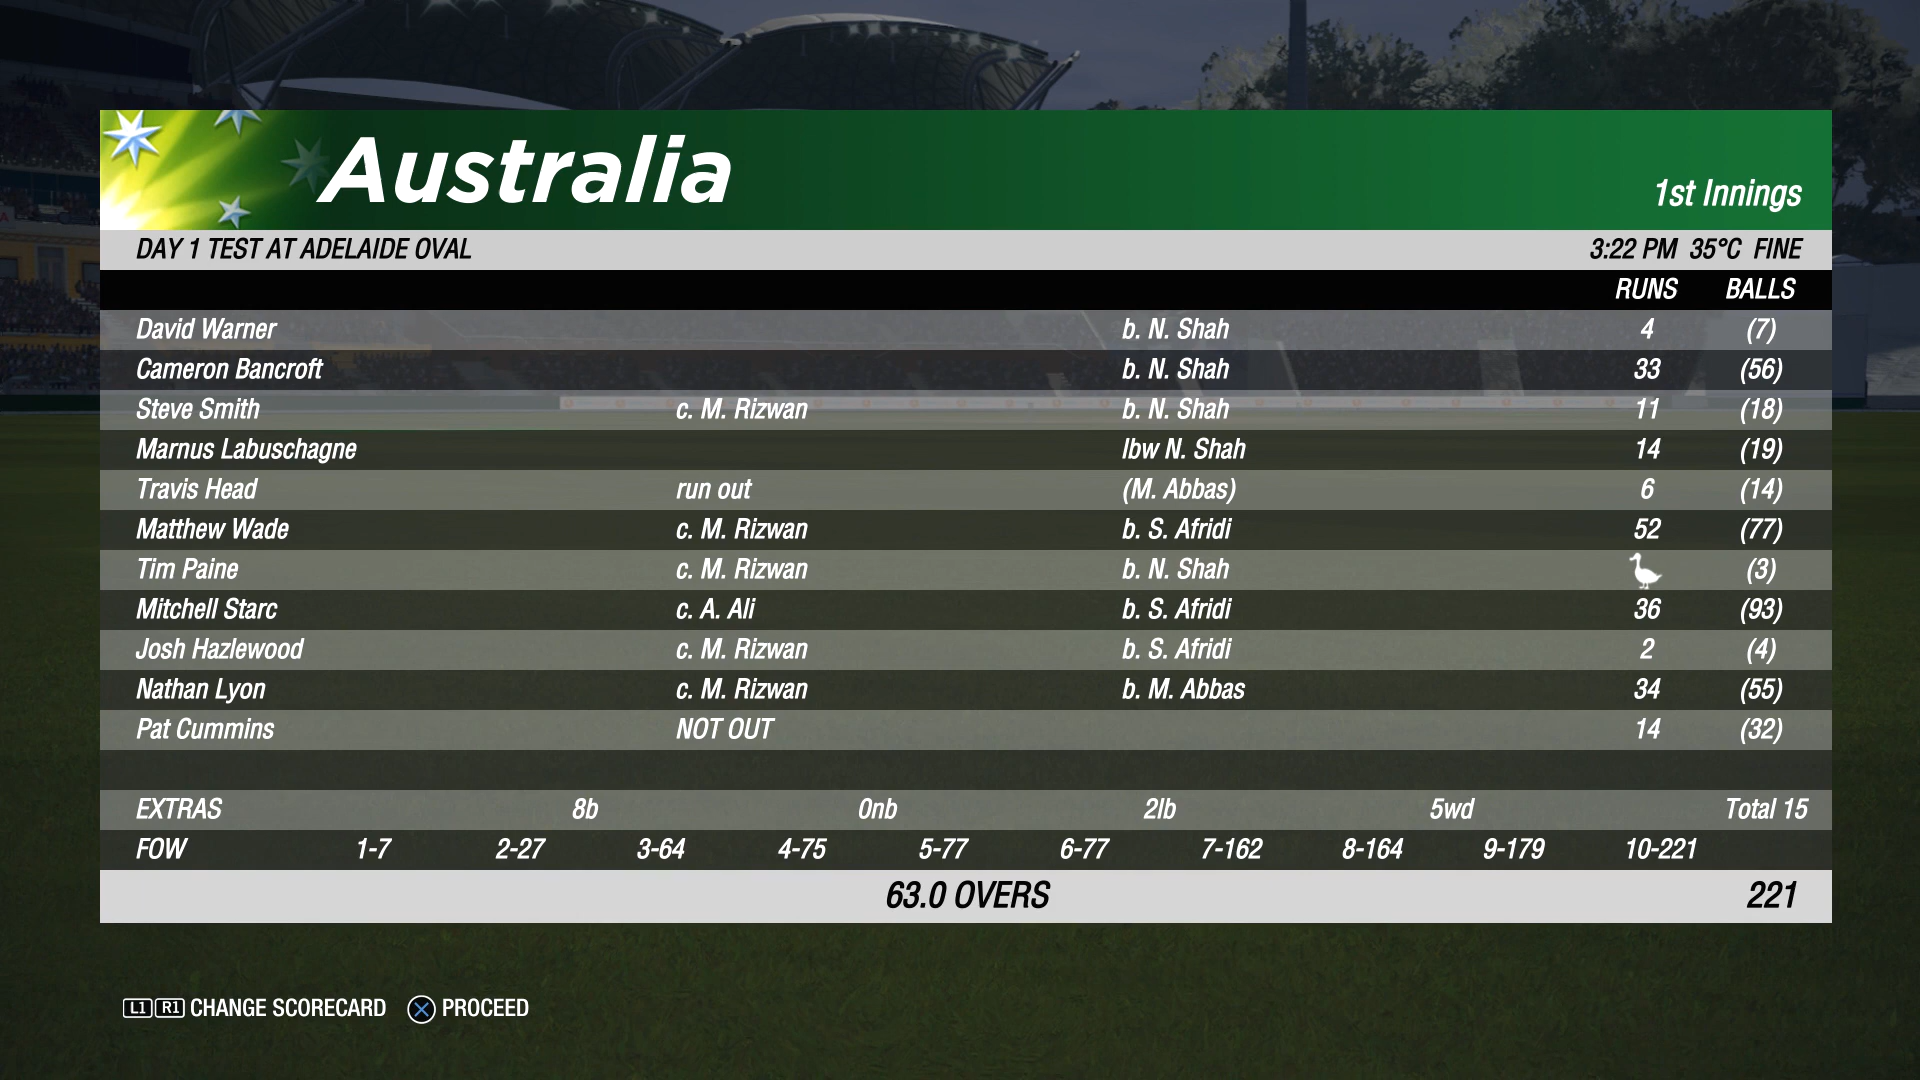 Australia
1st Innings
DAY 1 TEST AT ADELAIDE OVAL 3:22 PM 35°C FINE
RUNS BALLS
David Warner b. N. Shah 4 (7)
Cameron Bancroft b. N. Shah 33 (56)
Steve Smith c. M. Rizwan b. N. Shah 11 (18)
Marnus Labuschagne lbw N. Shah 14 (19)
Travis Head run out (M. Abbas) 6 (14)
Matthew Wade c. M. Rizwan b. S. Afridi 52 (77)
Tim Paine c. M. Rizwan b. N. Shah (3)
Mitchell Starc c. A. Ali b. S. Afridi 36 (93)
Josh Hazlewood c. M. Rizwan b. S. Afridi 2 (4)
Nathan Lyon c. M. Rizwan b. M. Abbas 34 (55)
Pat Cummins NOT OUT 14 (32)
EXTRAS 8b 0nb 2lb 5wd Total 15
FOW 1-7 2-27 3-64 4-75 5-77 6-77 7-162 8-164 9-179 10-221
63.0 OVERS 221
L1 R1 CHANGE SCORECARD PROCEED